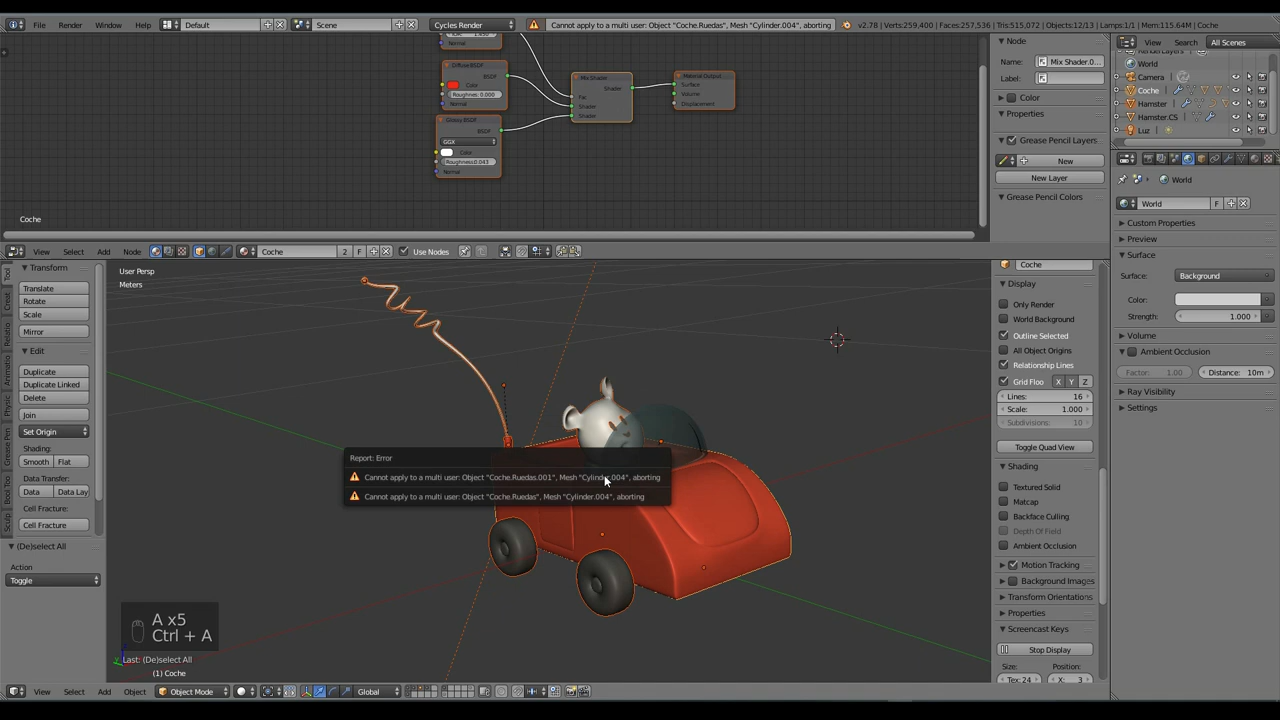 File Render Window Help Default Scene Cycles Render Cannot apply to a multi user: Object "Coche.Ruedas", Mesh "Cylinder.004", aborting v2.78 | Verts:259,400 | Faces:257,536 | Tris:515,072 | Objects:12/13 | Lamps:1/1 | Mem:115.64M | Coche
Normal
Diffuse BSDF
BSDF
Color
Roughnes: 0.000
Normal
Glossy BSDF
BSDF
GGX
Color
Roughness0.043
Normal
Mix Shader
Shader
Fac
Shader
Shader
Material Output
Surface
Volume
Displacement
Coche
Node
Name: Mix Shader.0...
Label:
Color
Properties
Grease Pencil Layers
New
New Layer
Grease Pencil Colors
View Search All Scenes
World
Camera
Coche
Hamster
Hamster.CS
Luz
World
World F
Custom Properties
Preview
Surface
Surface: Background
Color:
Strength: 1.000
Volume
Ambient Occlusion
Factor: 1.00 Distance: 10m
Ray Visibility
Settings
View Select Add Node Coche 2 F Use Nodes
Transform
Translate
Rotate
Scale
Mirror
Edit
Duplicate
Duplicate Linked
Delete
Join
Set Origin
Shading:
Smooth Flat
Data Transfer:
Data Data Lay
Cell Fracture:
Cell Fracture
(De)select All
Action
Toggle
User Persp
Meters
Report: Error
Cannot apply to a multi user: Object "Coche.Ruedas.001", Mesh "Cylinder.004", aborting
Cannot apply to a multi user: Object "Coche.Ruedas", Mesh "Cylinder.004", aborting
A x5
Ctrl + A
Last: (De)select All
(1) Coche
Coche
Display
Only Render
World Background
Outline Selected
All Object Origins
Relationship Lines
Grid Floo X Y Z
Lines: 16
Scale: 1.000
Subdivisions: 10
Toggle Quad View
Shading
Textured Solid
Matcap
Backface Culling
Depth Of Field
Ambient Occlusion
Motion Tracking
Background Images
Transform Orientations
Properties
Screencast Keys
Stop Display
Size: Position:
Tex: 24 X: 3
View Select Add Object Object Mode Global